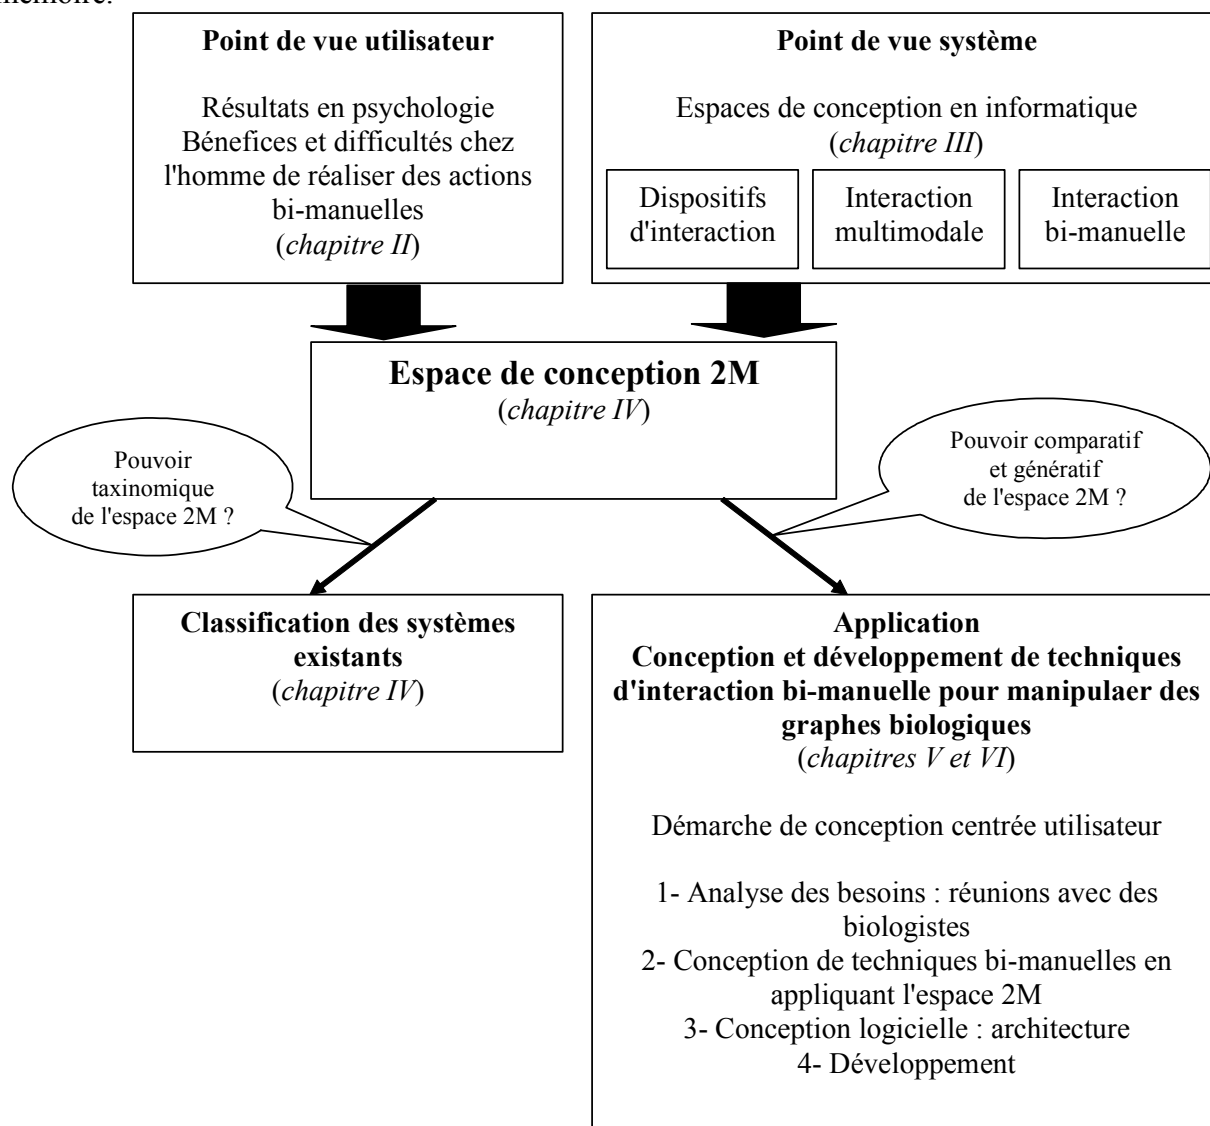 mémoire.
Point de vue utilisateur
Résultats en psychologie
Bénefices et difficultés chez
l'homme de réaliser des actions
bi-manuelles
(chapitre II)
Point de vue système
Espaces de conception en informatique
(chapitre III)
Dispositifs
d'interaction
Interaction
multimodale
Interaction
bi-manuelle
Espace de conception 2M
(chapitre IV)
Pouvoir
taxinomique
de l'espace 2M ?
Pouvoir comparatif
et génératif
de l'espace 2M ?
Classification des systèmes
existants
(chapitre IV)
Application
Conception et développement de techniques
d'interaction bi-manuelle pour manipulaer des
graphes biologiques
(chapitres V et VI)
Démarche de conception centrée utilisateur
1- Analyse des besoins : réunions avec des
biologistes
2- Conception de techniques bi-manuelles en
appliquant l'espace 2M
3- Conception logicielle : architecture
4- Développement